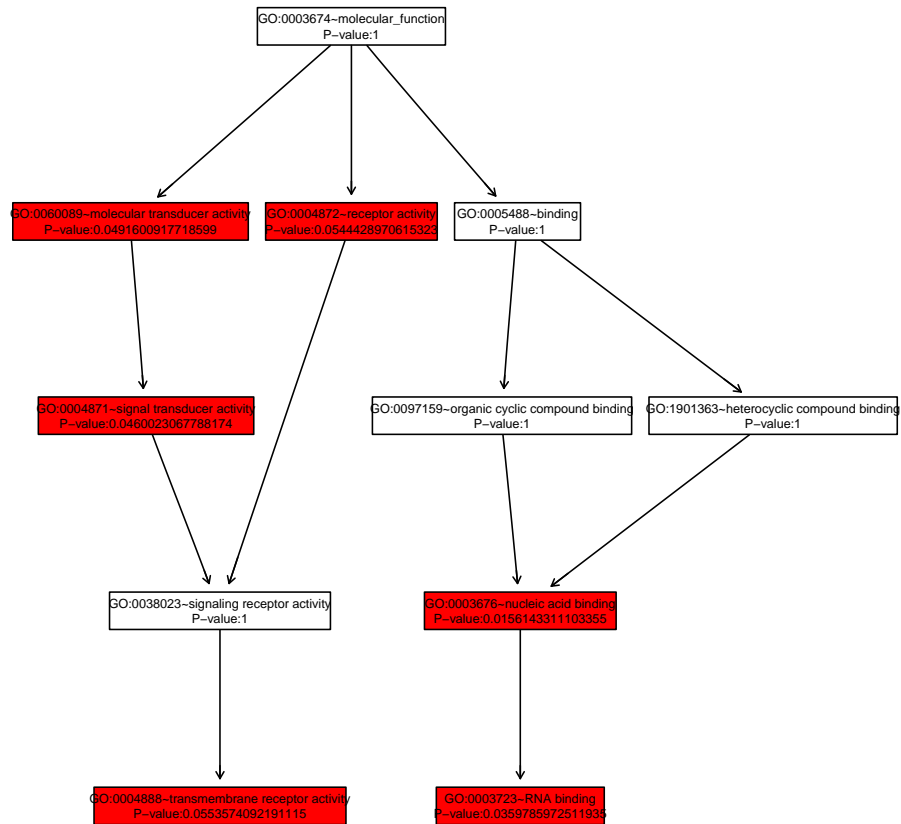 GO:0003674~molecular_function
P−value:1
GO:0060089~molecular transducer activity
P−value:0.0491600917718599
GO:0004872~receptor activity
P−value:0.0544428970615323
GO:0005488~binding
P−value:1
GO:0004871~signal transducer activity
P−value:0.0460023067788174
GO:0097159~organic cyclic compound binding
P−value:1
GO:1901363~heterocyclic compound binding
P−value:1
GO:0038023~signaling receptor activity
P−value:1
GO:0003676~nucleic acid binding
P−value:0.0156143311103355
GO:0004888~transmembrane receptor activity
P−value:0.0553574092191115
GO:0003723~RNA binding
P−value:0.0359785972511935